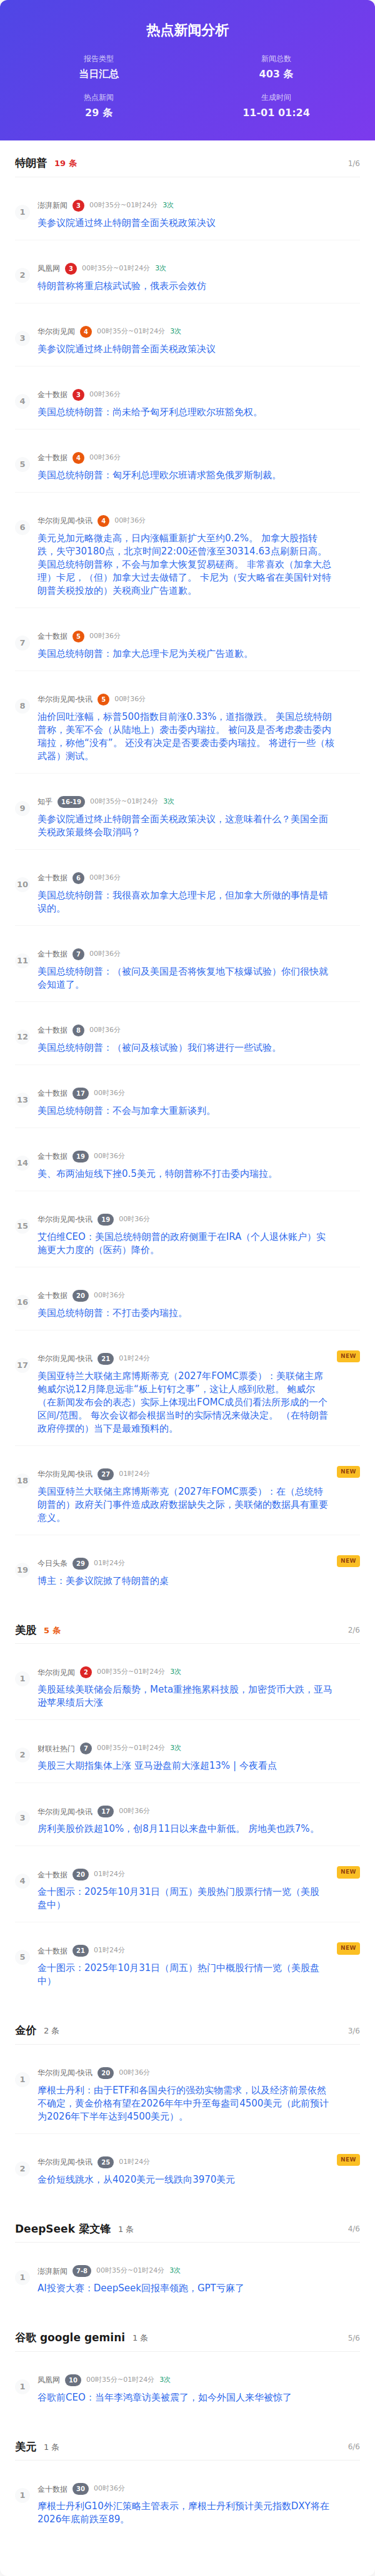 热点新闻分析
报告类型
当日汇总
新闻总数
403 条
热点新闻
29 条
生成时间
11-01 01:24
特朗普 19 条 1/6
1
澎湃新闻 3 00时35分~01时24分 3次
美参议院通过终止特朗普全面关税政策决议
2
凤凰网 3 00时35分~01时24分 3次
特朗普称将重启核武试验，俄表示会效仿
3
华尔街见闻 4 00时35分~01时24分 3次
美参议院通过终止特朗普全面关税政策决议
4
金十数据 3 00时36分
美国总统特朗普：尚未给予匈牙利总理欧尔班豁免权。
5
金十数据 4 00时36分
美国总统特朗普：匈牙利总理欧尔班请求豁免俄罗斯制裁。
6
华尔街见闻-快讯 4 00时36分
美元兑加元略微走高，日内涨幅重新扩大至约0.2%。 加拿大股指转
跌，失守30180点，北京时间22:00还曾涨至30314.63点刷新日高。
美国总统特朗普称，不会与加拿大恢复贸易磋商。 非常喜欢（加拿大总
理）卡尼，（但）加拿大过去做错了。 卡尼为（安大略省在美国针对特
朗普关税投放的）关税商业广告道歉。
7
金十数据 5 00时36分
美国总统特朗普：加拿大总理卡尼为关税广告道歉。
8
华尔街见闻-快讯 5 00时36分
油价回吐涨幅，标普500指数目前涨0.33%，道指微跌。 美国总统特朗
普称，美军不会（从陆地上）袭击委内瑞拉。 被问及是否考虑袭击委内
瑞拉，称他“没有”。 还没有决定是否要袭击委内瑞拉。 将进行一些（核
武器）测试。
9
知乎 16-19 00时35分~01时24分 3次
美参议院通过终止特朗普全面关税政策决议，这意味着什么？美国全面
关税政策最终会取消吗？
10
金十数据 6 00时36分
美国总统特朗普：我很喜欢加拿大总理卡尼，但加拿大所做的事情是错
误的。
11
金十数据 7 00时36分
美国总统特朗普：（被问及美国是否将恢复地下核爆试验）你们很快就
会知道了。
12
金十数据 8 00时36分
美国总统特朗普：（被问及核试验）我们将进行一些试验。
13
金十数据 17 00时36分
美国总统特朗普：不会与加拿大重新谈判。
14
金十数据 19 00时36分
美、布两油短线下挫0.5美元，特朗普称不打击委内瑞拉。
15
华尔街见闻-快讯 19 00时36分
艾伯维CEO：美国总统特朗普的政府侧重于在IRA（个人退休账户）实
施更大力度的（医药）降价。
16
金十数据 20 00时36分
美国总统特朗普：不打击委内瑞拉。
17
华尔街见闻-快讯 21 01时24分 NEW
美国亚特兰大联储主席博斯蒂克（2027年FOMC票委）：美联储主席
鲍威尔说12月降息远非“板上钉钉之事”，这让人感到欣慰。 鲍威尔
（在新闻发布会的表态）实际上体现出FOMC成员们看法所形成的一个
区间/范围。 每次会议都会根据当时的实际情况来做决定。 （在特朗普
政府停摆的）当下是最难预料的。
18
华尔街见闻-快讯 27 01时24分 NEW
美国亚特兰大联储主席博斯蒂克（2027年FOMC票委）：在（总统特
朗普的）政府关门事件造成政府数据缺失之际，美联储的数据具有重要
意义。
19
今日头条 29 01时24分 NEW
博主：美参议院掀了特朗普的桌
美股 5 条 2/6
1
华尔街见闻 2 00时35分~01时24分 3次
美股延续美联储会后颓势，Meta重挫拖累科技股，加密货币大跌，亚马
逊苹果绩后大涨
2
财联社热门 7 00时35分~01时24分 3次
美股三大期指集体上涨 亚马逊盘前大涨超13% | 今夜看点
3
华尔街见闻-快讯 17 00时36分
房利美股价跌超10%，创8月11日以来盘中新低。 房地美也跌7%。
4
金十数据 20 01时24分 NEW
金十图示：2025年10月31日（周五）美股热门股票行情一览（美股
盘中）
5
金十数据 21 01时24分 NEW
金十图示：2025年10月31日（周五）热门中概股行情一览（美股盘
中）
金价 2 条 3/6
1
华尔街见闻-快讯 20 00时36分
摩根士丹利：由于ETF和各国央行的强劲实物需求，以及经济前景依然
不确定，黄金价格有望在2026年年中升至每盎司4500美元（此前预计
为2026年下半年达到4500美元）。
2
华尔街见闻-快讯 25 01时24分 NEW
金价短线跳水，从4020美元一线跌向3970美元
DeepSeek 梁文锋 1 条 4/6
1
澎湃新闻 7-8 00时35分~01时24分 3次
AI投资大赛：DeepSeek回报率领跑，GPT亏麻了
谷歌 google gemini 1 条 5/6
1
凤凰网 10 00时35分~01时24分 3次
谷歌前CEO：当年李鸿章访美被震了，如今外国人来华被惊了
美元 1 条 6/6
1
金十数据 30 00时36分
摩根士丹利G10外汇策略主管表示，摩根士丹利预计美元指数DXY将在
2026年底前跌至89。